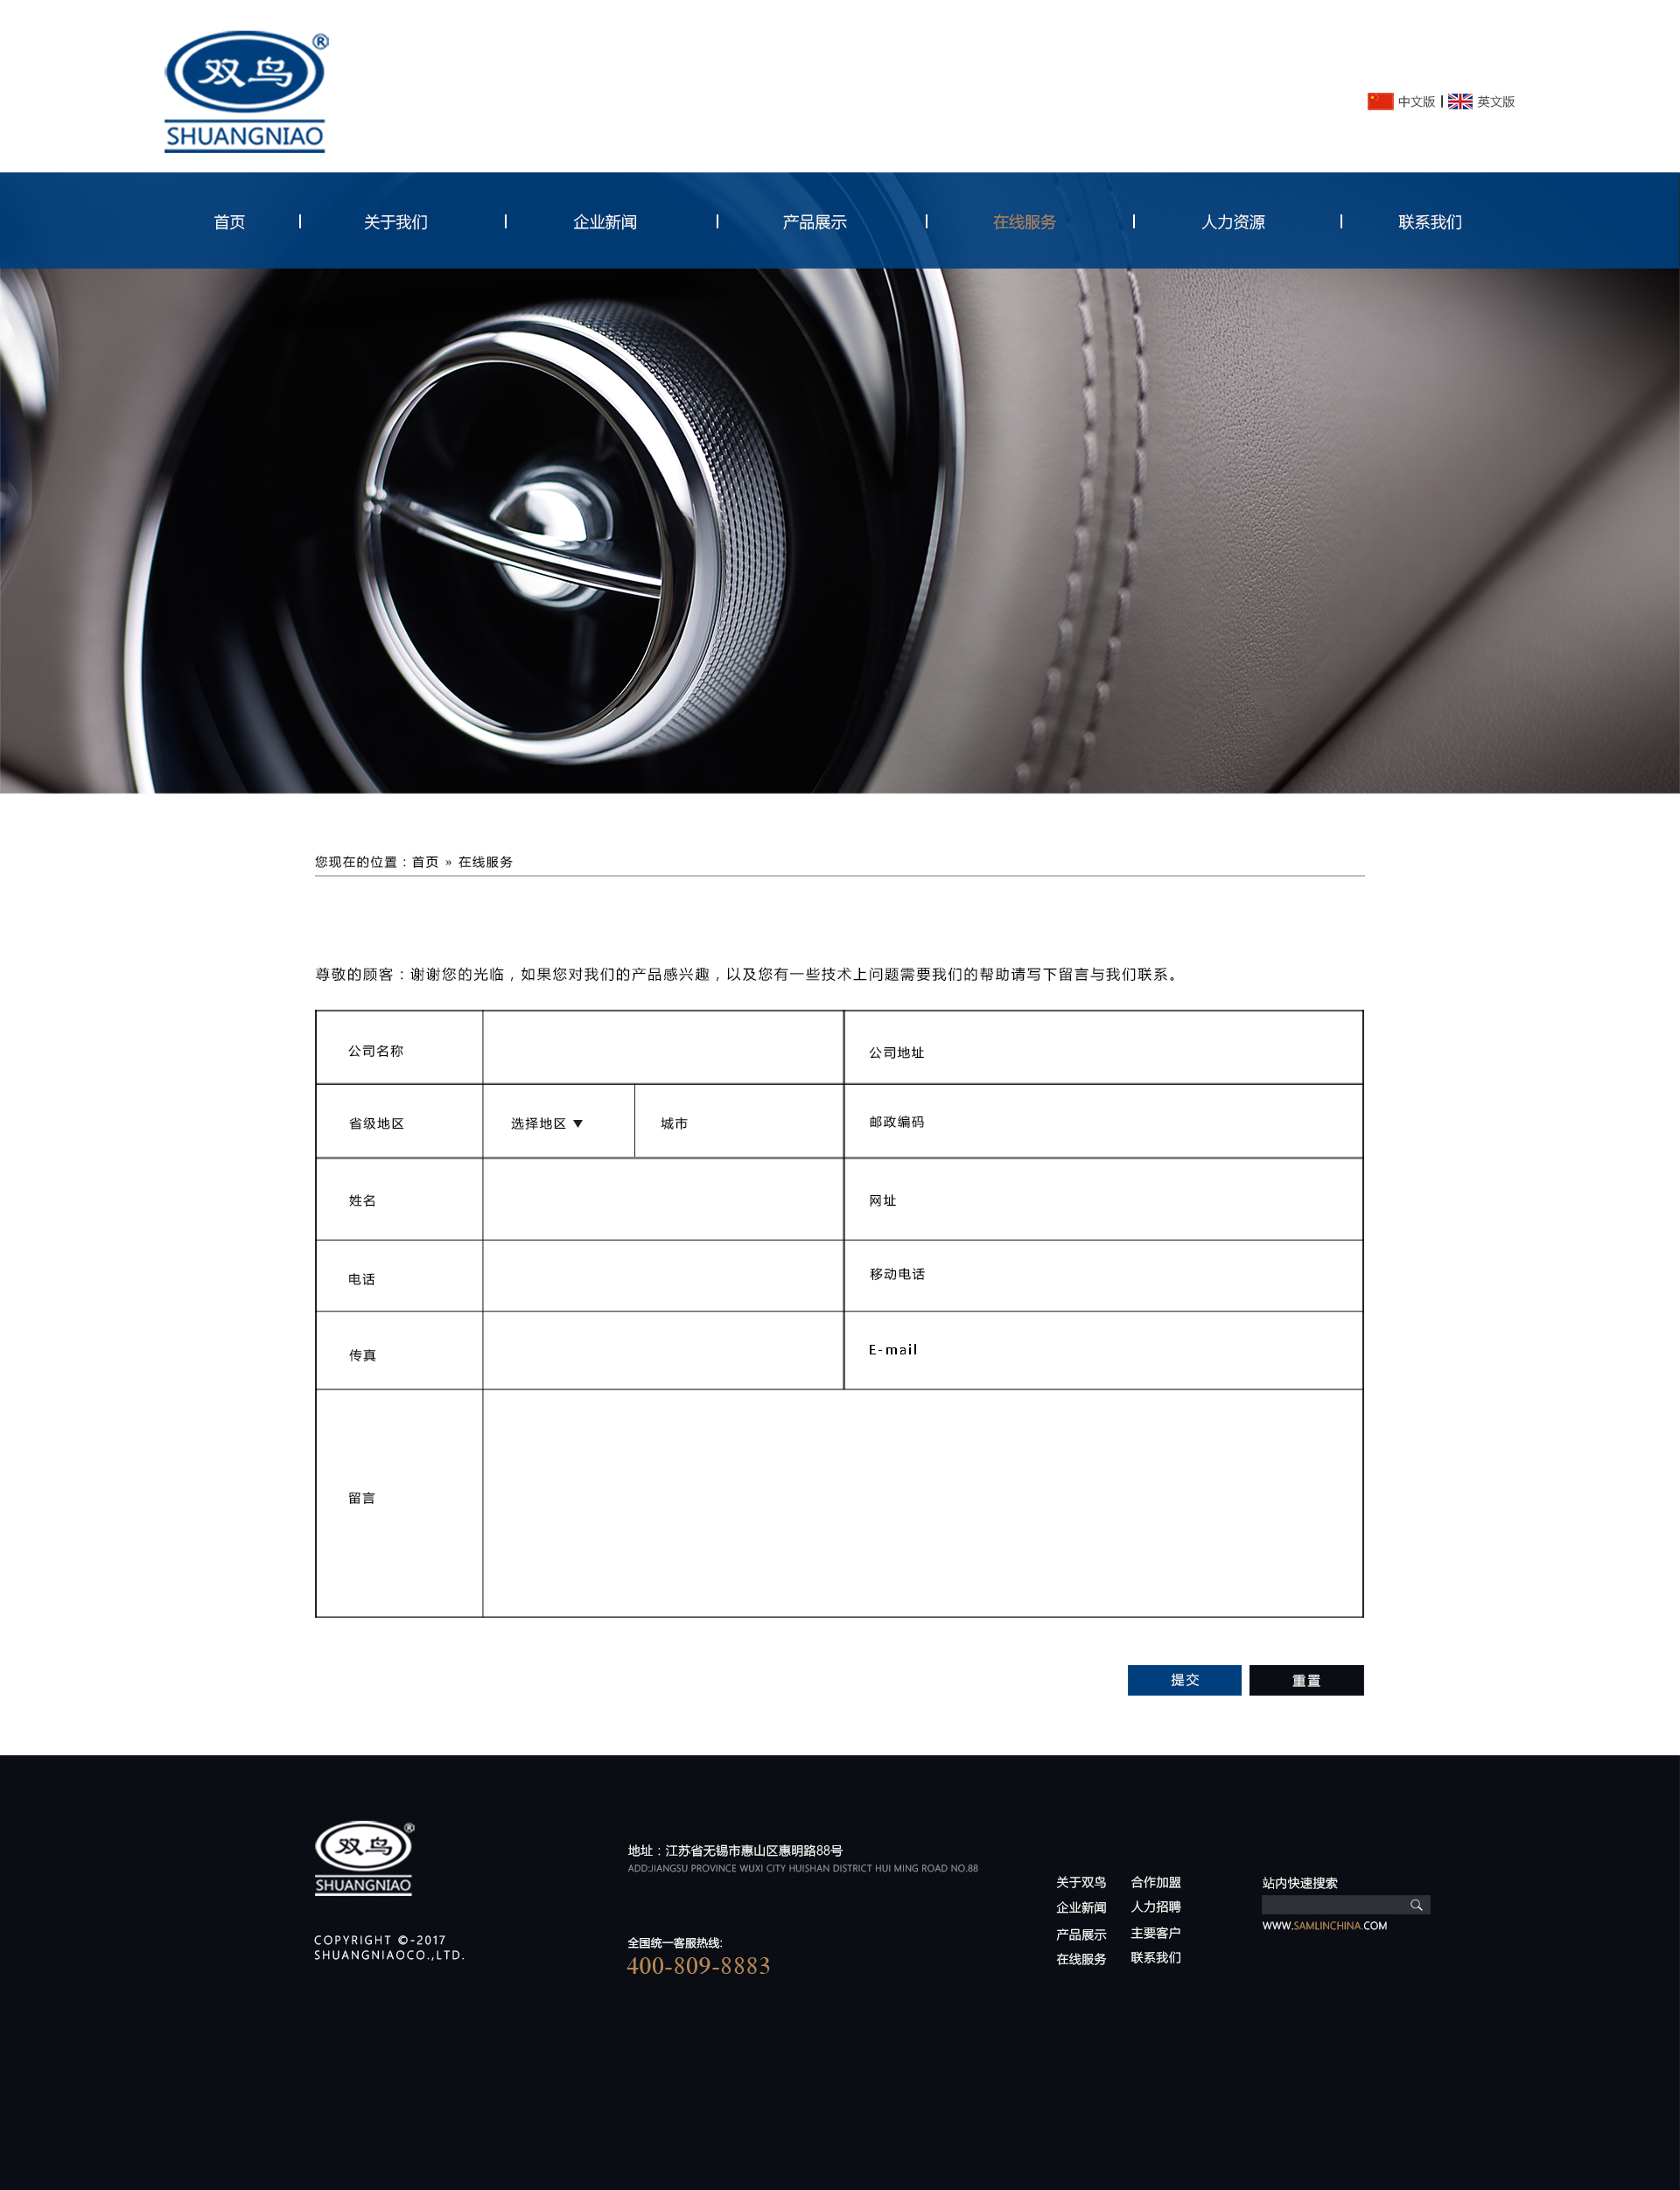 双鸟®
SHUANGNIAO
中文版 | 英文版
首页 | 关于我们 | 企业新闻 | 产品展示 | 在线服务 | 人力资源 | 联系我们
您现在的位置：首页 » 在线服务
尊敬的顾客：谢谢您的光临，如果您对我们的产品感兴趣，以及您有一些技术上问题需要我们的帮助请写下留言与我们联系。
公司名称 公司地址
省级地区 选择地区 ▼ 城市 邮政编码
姓名 网址
电话 移动电话
传真 E-mail
留言
提交 重置
双鸟®
SHUANGNIAO
COPYRIGHT ©-2017
SHUANGNIAOCO.,LTD.
地址：江苏省无锡市惠山区惠明路88号
ADD:JIANGSU PROVINCE WUXI CITY HUISHAN DISTRICT HUI MING ROAD NO.88
全国统一客服热线:
400-809-8883
关于双鸟 合作加盟
企业新闻 人力招聘
产品展示 主要客户
在线服务 联系我们
站内快速搜索
WWW.SAMLINCHINA.COM